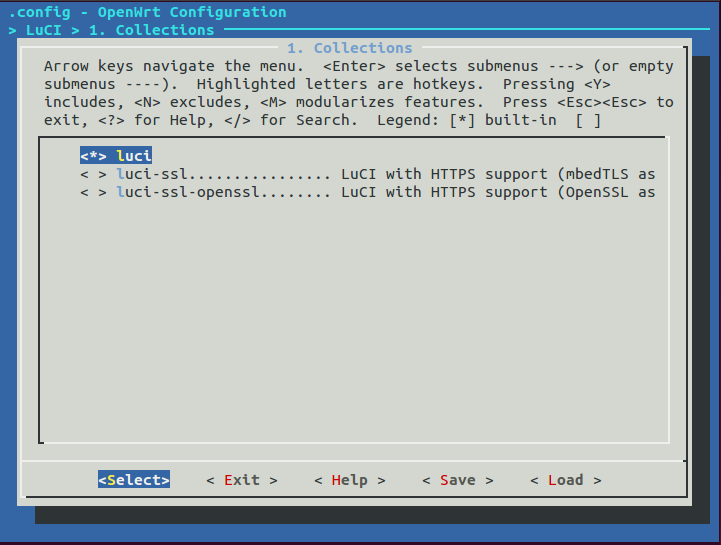 .config - OpenWrt Configuration
> LuCI > 1. Collections
1. Collections
Arrow keys navigate the menu.  <Enter> selects submenus ---> (or empty
submenus ----).  Highlighted letters are hotkeys.  Pressing <Y>
includes, <N> excludes, <M> modularizes features.  Press <Esc><Esc> to
exit, <?> for Help, </> for Search.  Legend: [*] built-in  [ ]
<*> luci
< > luci-ssl................ LuCI with HTTPS support (mbedTLS as
< > luci-ssl-openssl........ LuCI with HTTPS support (OpenSSL as
<Select>    < Exit >    < Help >    < Save >    < Load >